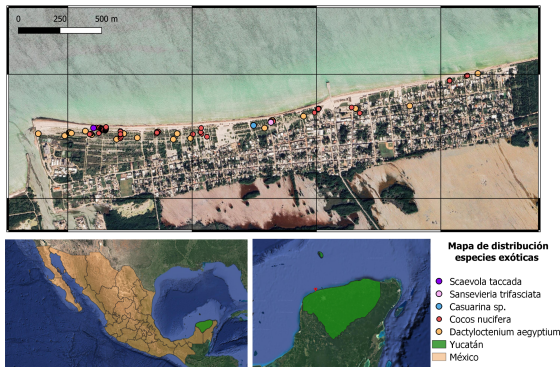 0 250 500 m
Mapa de distribución
especies exóticas
Scaevola taccada
Sansevieria trifasciata
Casuarina sp.
Cocos nucifera
Dactyloctenium aegyptium
Yucatán
México